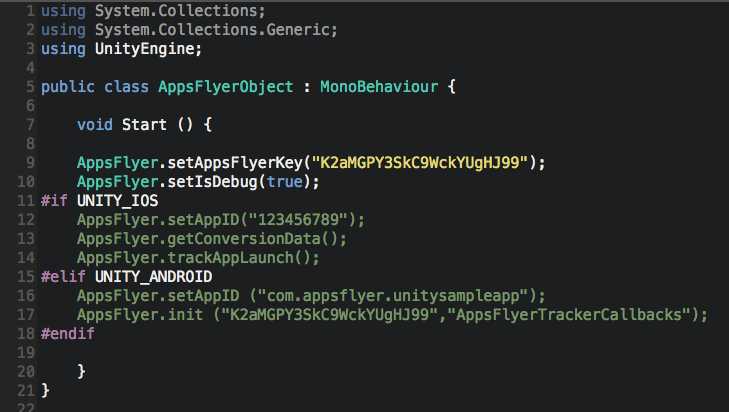 1 using System.Collections;
2 using System.Collections.Generic;
3 using UnityEngine;
4
5 public class AppsFlyerObject : MonoBehaviour {
6
7     void Start () {
8
9     AppsFlyer.setAppsFlyerKey("K2aMGPY3SkC9WckYUgHJ99");
10     AppsFlyer.setIsDebug(true);
11 #if UNITY_IOS
12     AppsFlyer.setAppID("123456789");
13     AppsFlyer.getConversionData();
14     AppsFlyer.trackAppLaunch();
15 #elif UNITY_ANDROID
16     AppsFlyer.setAppID ("com.appsflyer.unitysampleapp");
17     AppsFlyer.init ("K2aMGPY3SkC9WckYUgHJ99","AppsFlyerTrackerCallbacks");
18 #endif
19
20     }
21 }
22